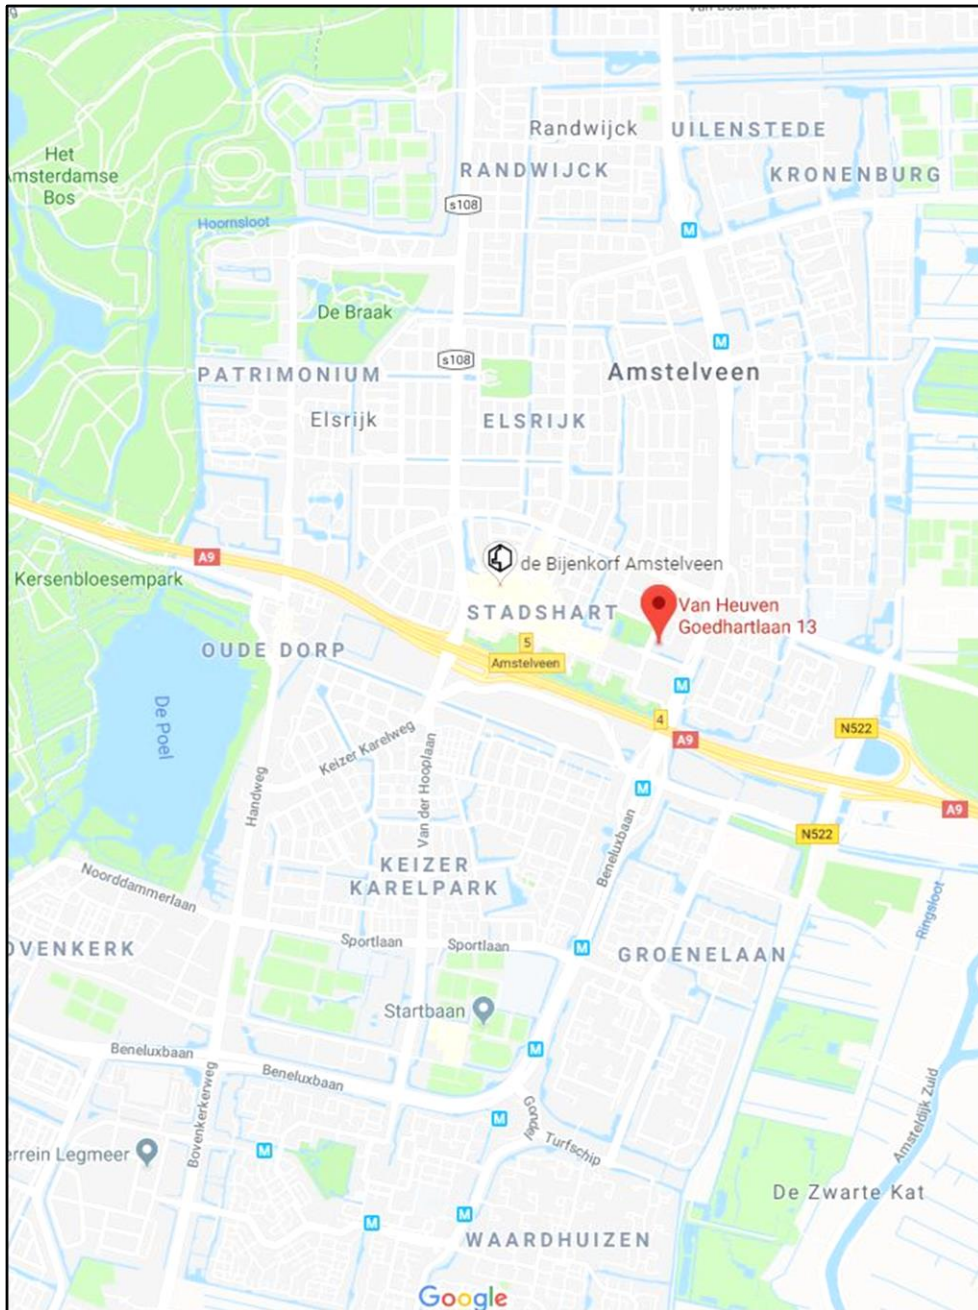 Het
Amsterdamse
Bos
Randwijck
UILENSTEDE
RANDWIJCK
KRONENBURG
s108
Hoornsloot
M
De Braak
M
s108
Amstelveen
PATRIMONIUM
Elsrijk
ELSRIJK
A9
de Bijenkorf Amstelveen
Kersenbloesempark
STADSHART
Van Heuven
Goedhartlaan 13
5
Amstelveen
OUDE DORP
M
De Poel
4
A9
N522
Keizer Karelweg
Handweg
Van der Hooplaan
M
A9
N522
Beneluxbaan
KEIZER
KARELPARK
Noorddammerlaan
Ringsloot
OVENKERK
Sportlaan
Sportlaan
M
GROENELAAN
Startbaan
M
Beneluxbaan
Beneluxbaan
Bovenkerkerweg
M
Gondel
Turfschip
Amsteldijk Zuid
errein Legmeer
M
De Zwarte Kat
M
M
WAARDHUIZEN
Google